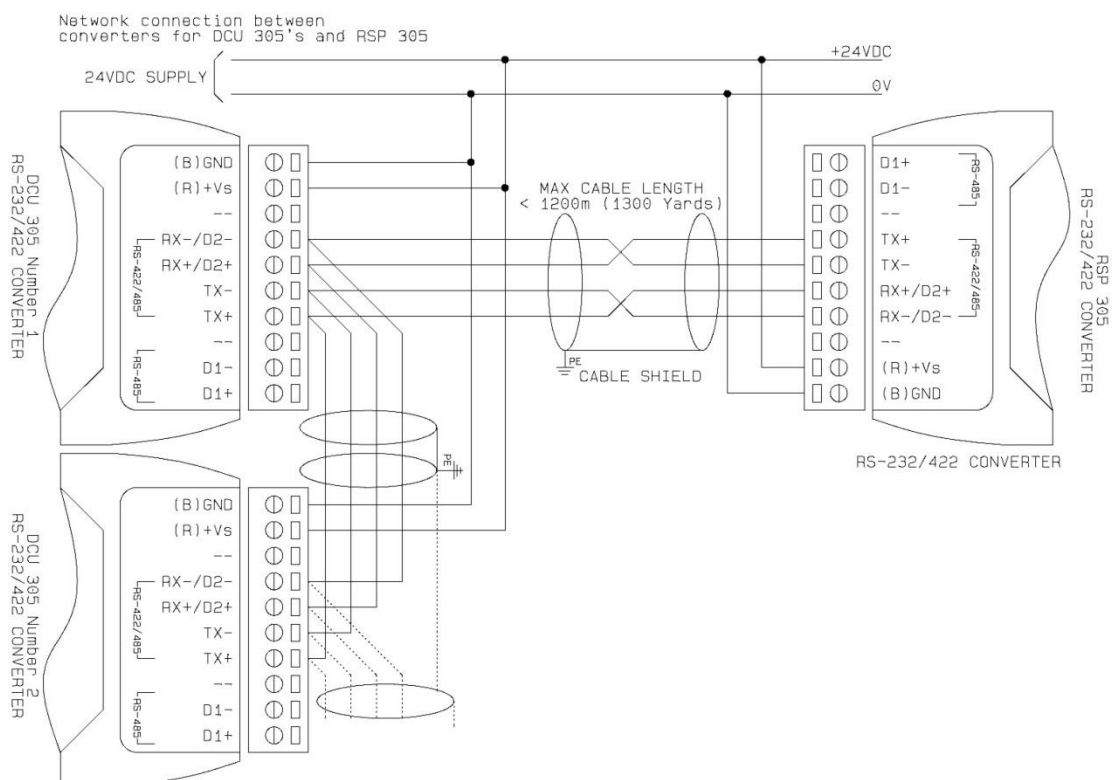 Network connection between
converters for DCU 305's and RSP 305
24VDC SUPPLY
+24VDC
0V
DCU 305 Number 1
RS-232/422 CONVERTER
(B)GND
(R)+Vs
--
RX-/D2-
RX+/D2+
TX-
TX+
--
D1-
D1+
RS-422/485
RS-485
MAX CABLE LENGTH
< 1200m (1300 Yards)
PE
CABLE SHIELD
D1+
D1-
--
TX+
TX-
RX+/D2+
RX-/D2-
--
(R)+Vs
(B)GND
RS-485
RS-422/485
RSP 305
RS-232/422 CONVERTER
RS-232/422 CONVERTER
PE
DCU 305 Number 2
RS-232/422 CONVERTER
(B)GND
(R)+Vs
--
RX-/D2-
RX+/D2+
TX-
TX+
--
D1-
D1+
RS-422/485
RS-485